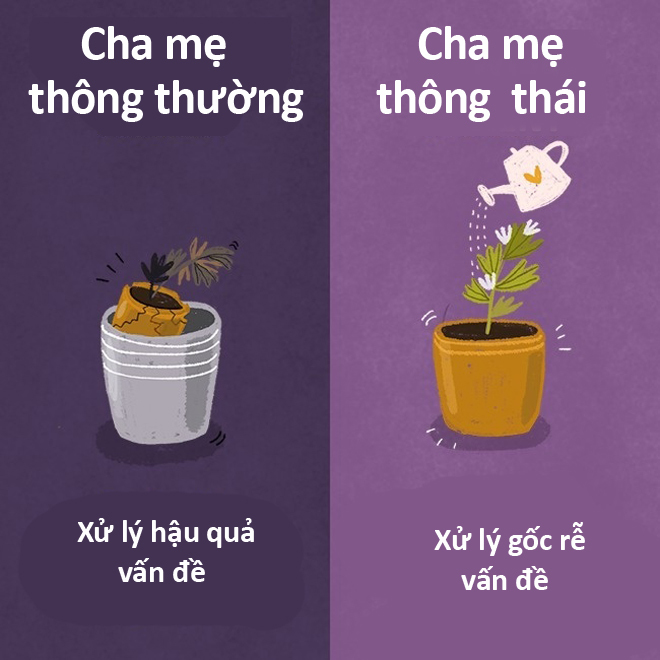 Cha mẹ
thông thường
Xử lý hậu quả
vấn đề
Cha mẹ
thông thái
Xử lý gốc rễ
vấn đề